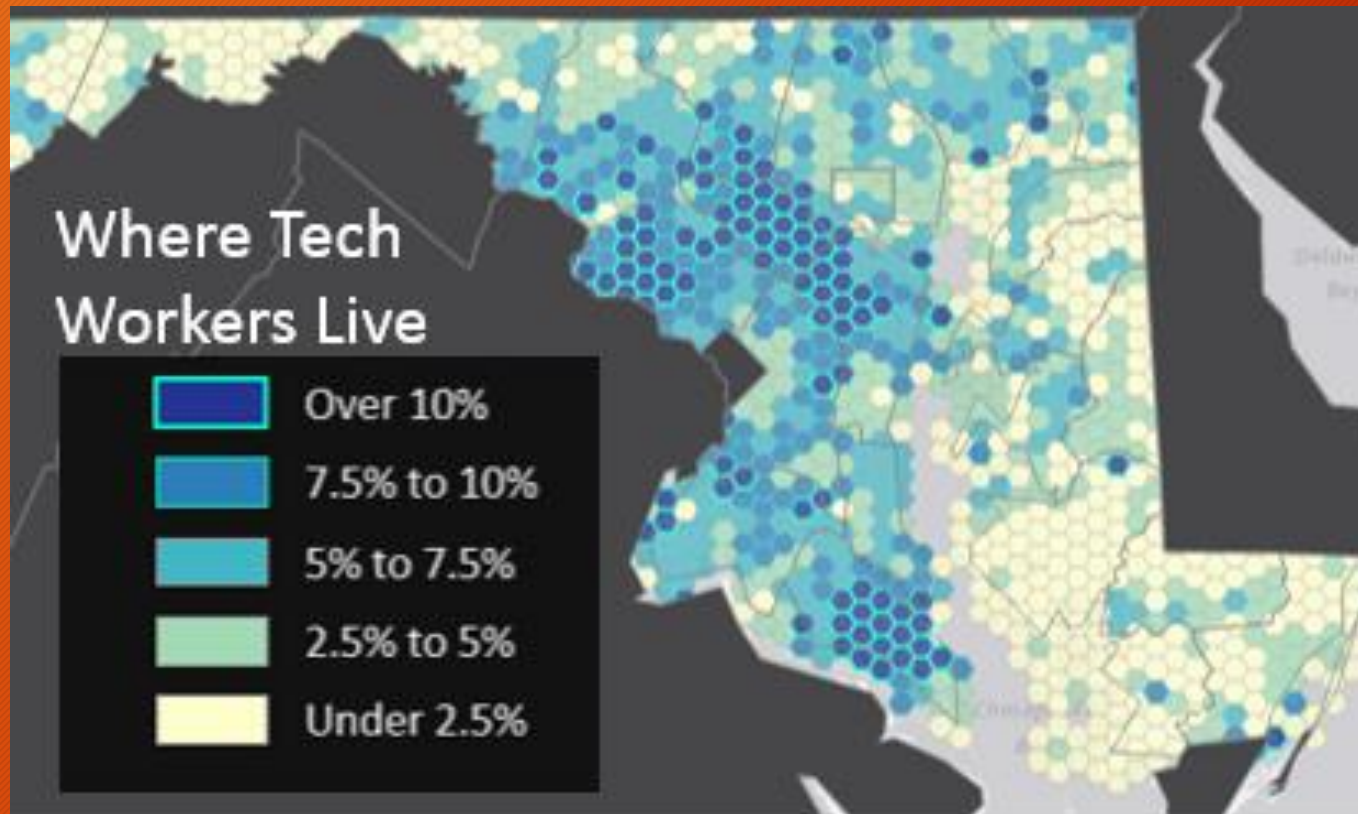 Where Tech
Workers Live
Over 10%
7.5% to 10%
5% to 7.5%
2.5% to 5%
Under 2.5%